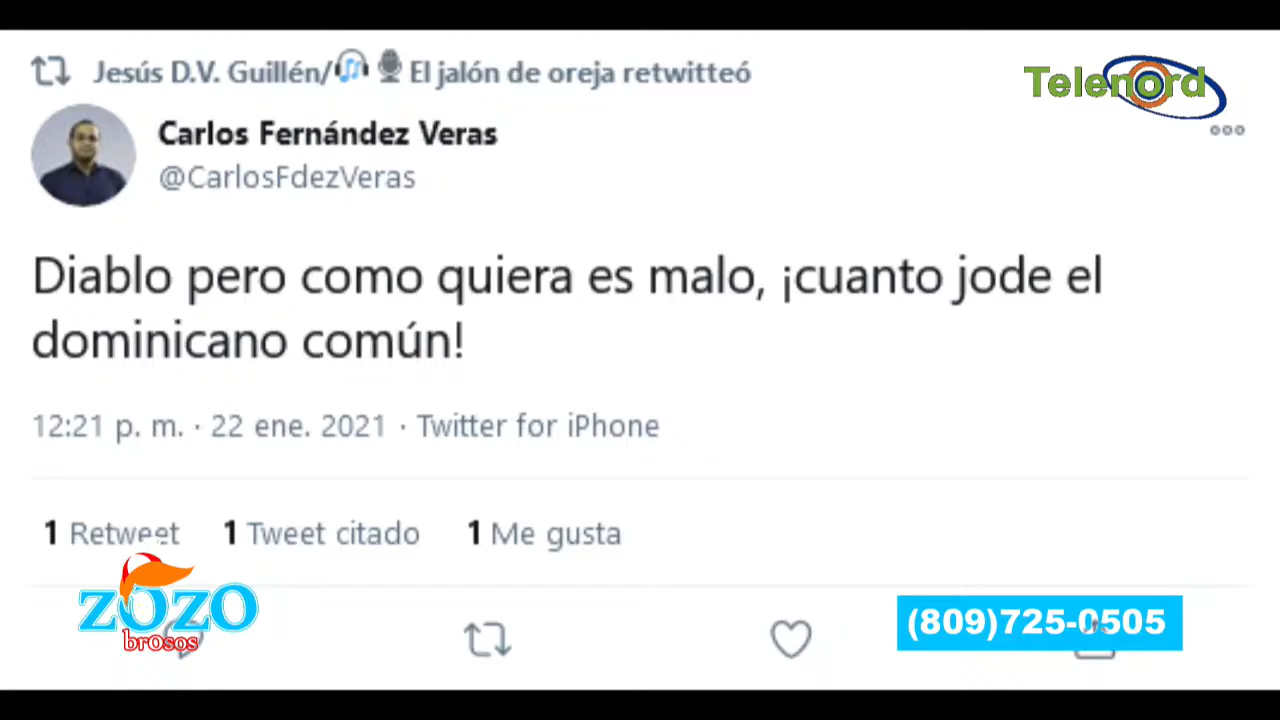 Jesús D.V. Guillén/ El jalón de oreja retwitteó
Telenord
Carlos Fernández Veras
@CarlosFdezVeras
Diablo pero como quiera es malo, ¡cuanto jode el
dominicano común!
12:21 p. m. · 22 ene. 2021 · Twitter for iPhone
1 Retweet 1 Tweet citado 1 Me gusta
zozo
brosos
(809)725-0505